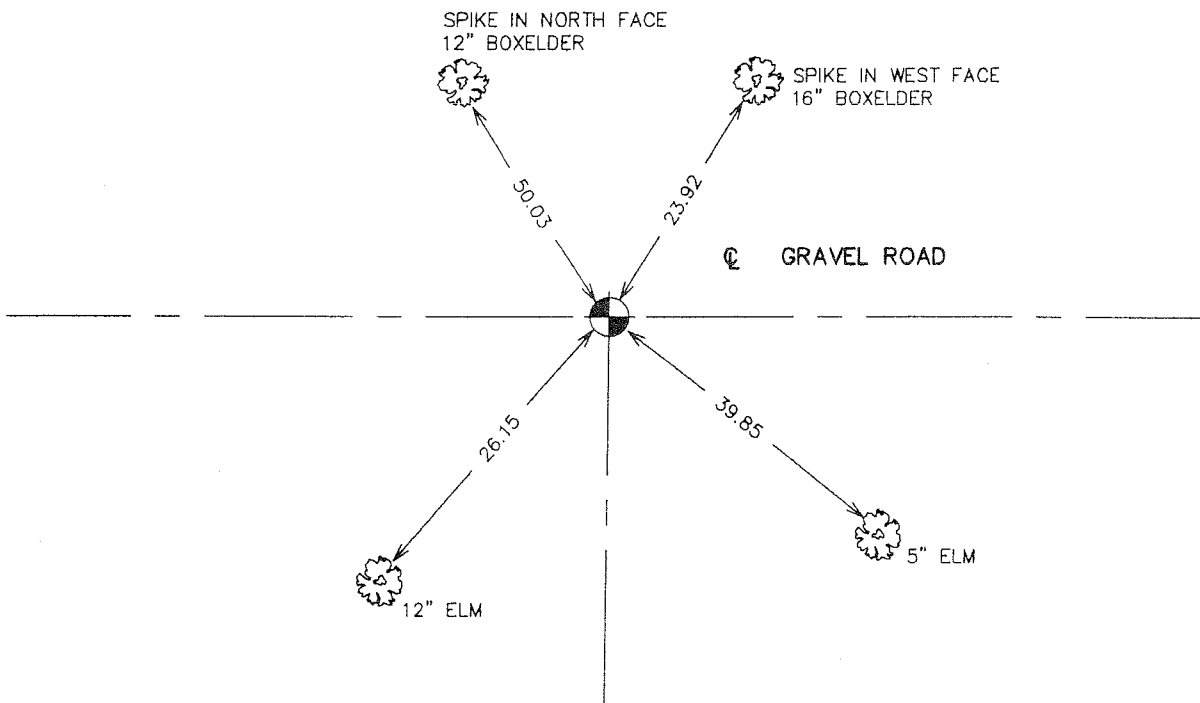 SPIKE IN NORTH FACE
12" BOXELDER
SPIKE IN WEST FACE
16" BOXELDER
50.03
23.92
℄ GRAVEL ROAD
26.15
39.85
12" ELM
5" ELM